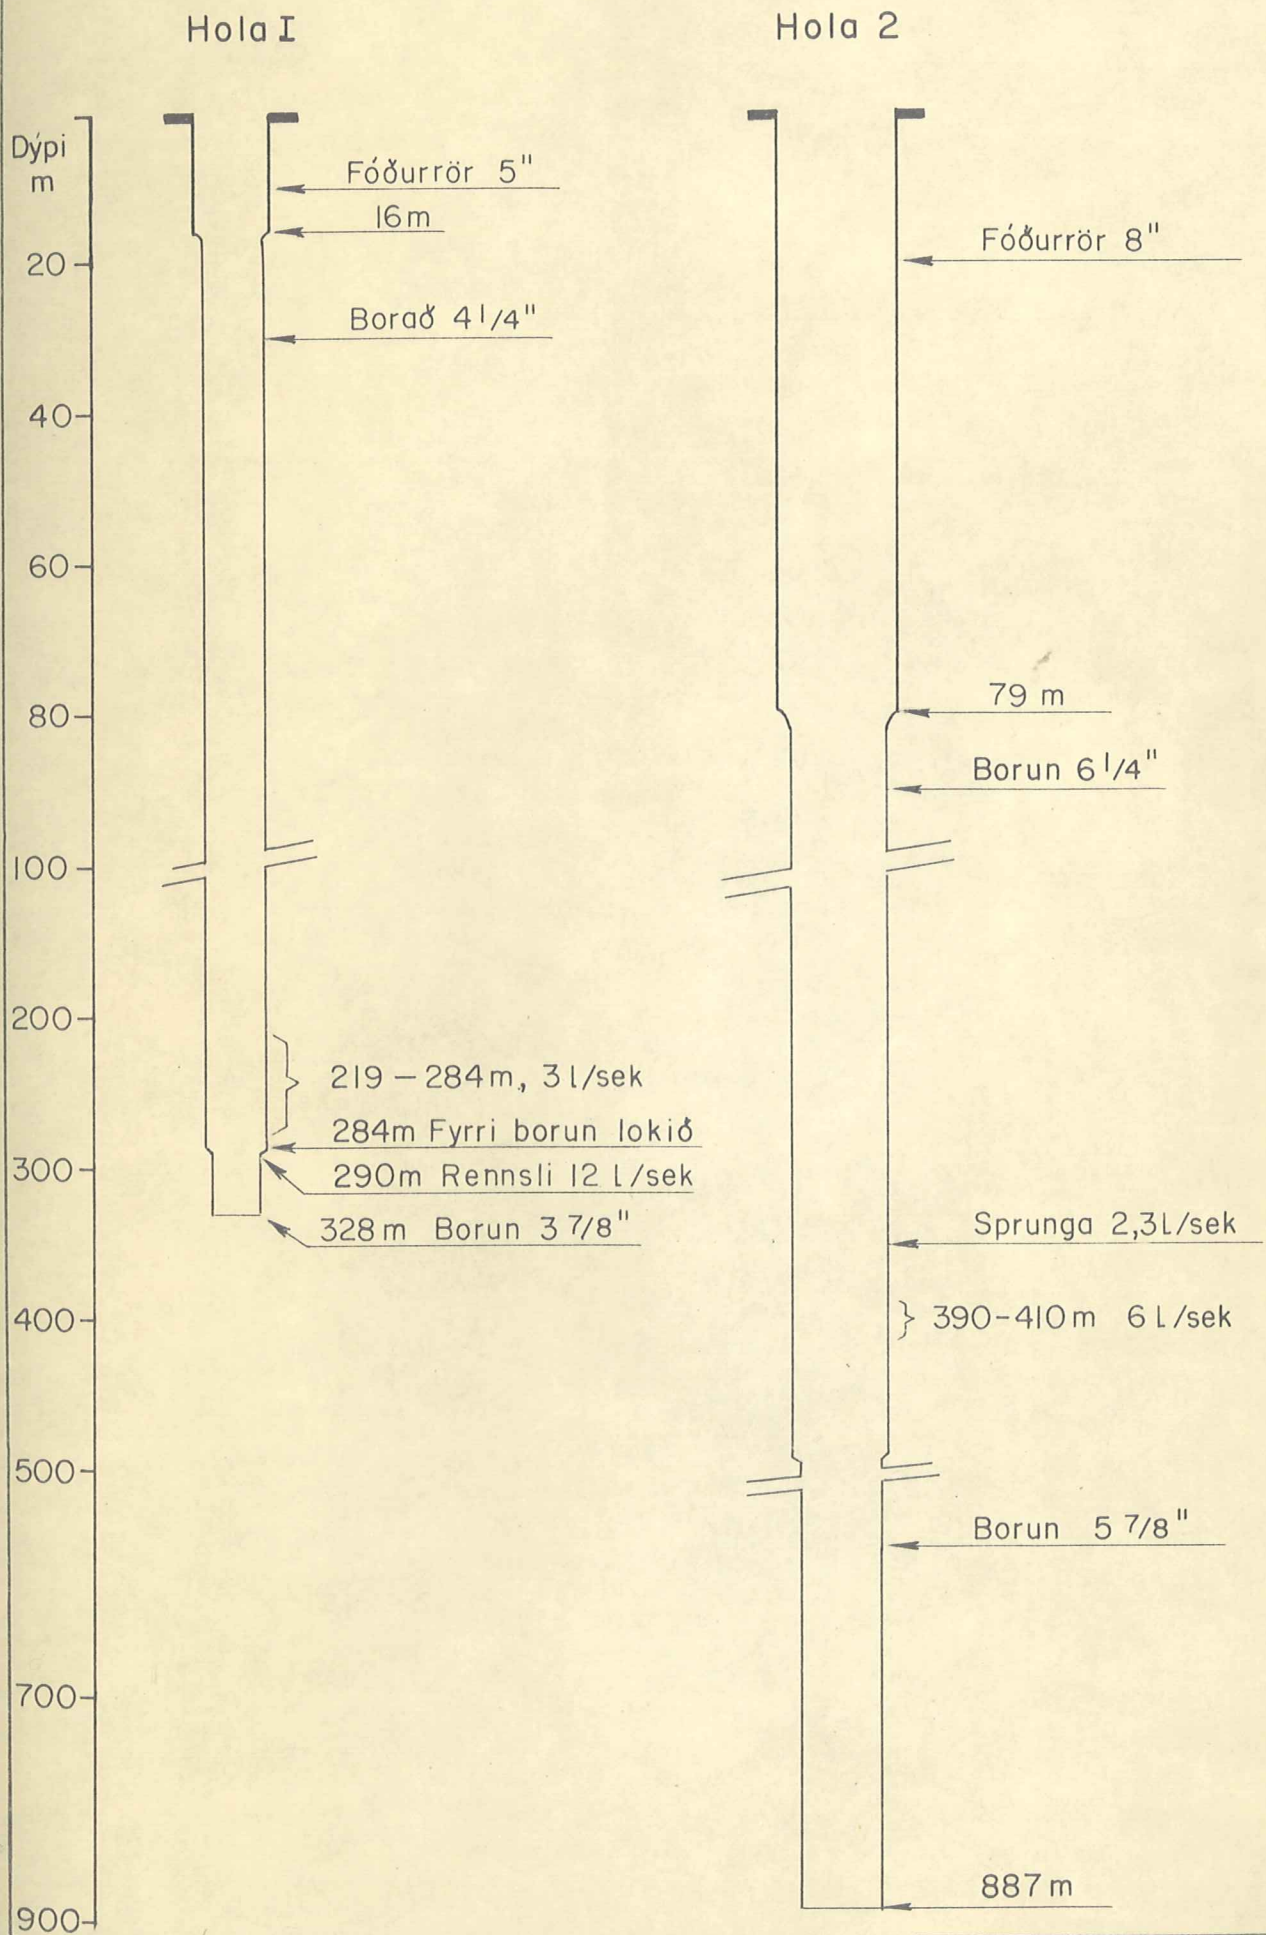 Hola I
Hola 2
Dýpi
m
20
40
60
80
100
200
300
400
500
700
900
Fóðurrör 5"
16m
Borað 4 1/4"
219 – 284m., 3 l/sek
284m Fyrri borun lokið
290m Rennsli 12 l/sek
328m Borun 3 7/8"
Fóðurrör 8"
79 m
Borun 6 1/4"
Sprunga 2,3 l/sek
390-410m 6 l/sek
Borun 5 7/8"
887m